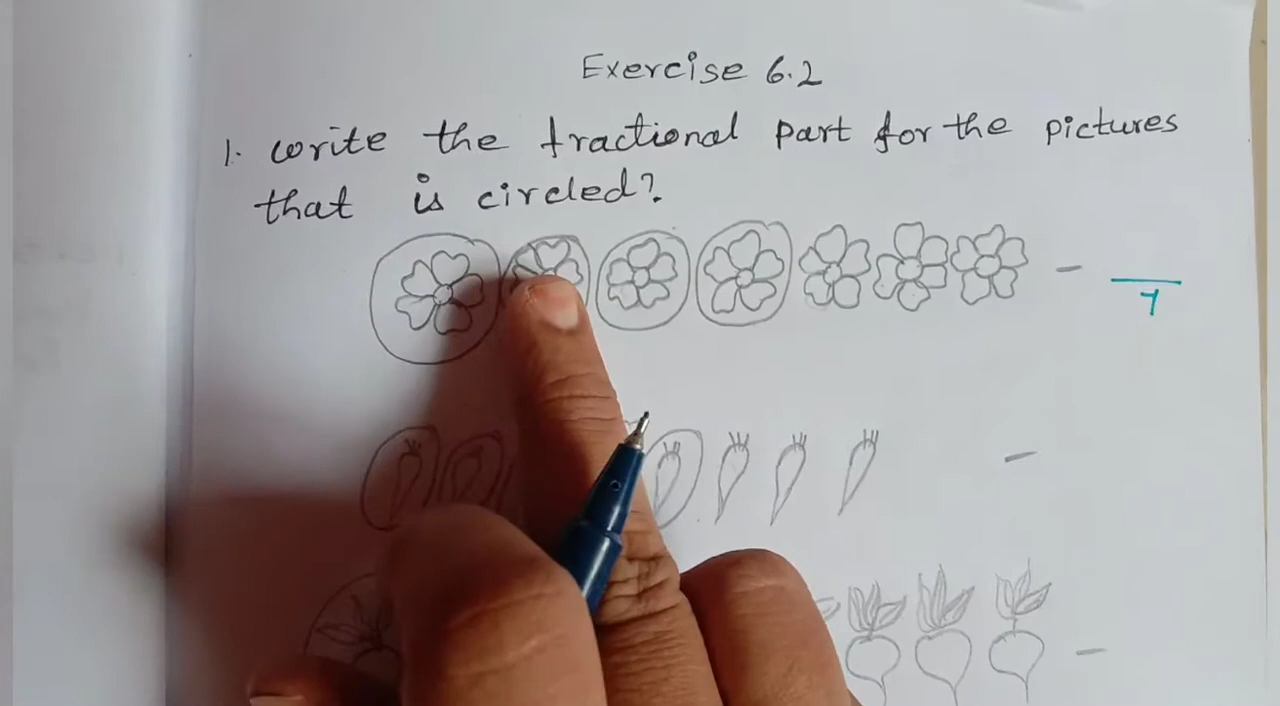 Exercise 6.2
1. Write the fractional part for the pictures
that is circled?
-
7
-
-